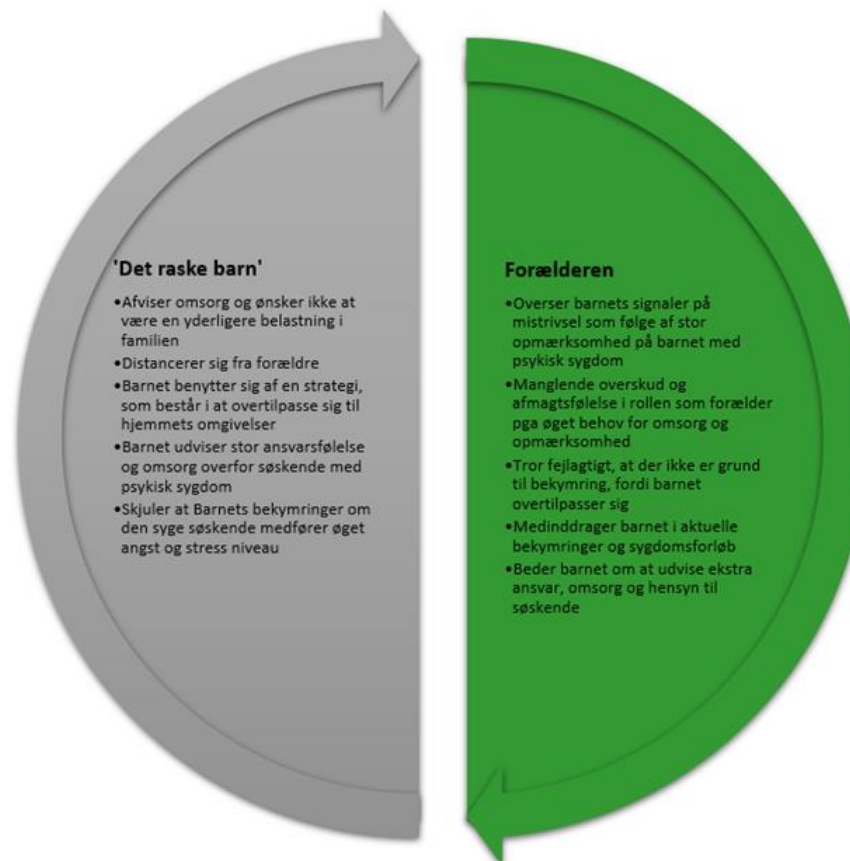 'Det raske barn'
•Afviser omsorg og ønsker ikke at
være en yderligere belastning i
familien
•Distancerer sig fra forældre
•Barnet benytter sig af en strategi,
som består i at overtilpasse sig til
hjemmets omgivelser
•Barnet udviser stor ansvarsfølelse
og omsorg overfor søskende med
psykisk sygdom
•Skjuler at Barnets bekymringer om
den syge søskende medfører øget
angst og stress niveau
Forælderen
•Overser barnets signaler på
mistrivsel som følge af stor
opmærksomhed på barnet med
psykisk sygdom
•Manglende overskud og
afmagtsfølelse i rollen som forælder
pga øget behov for omsorg og
opmærksomhed
•Tror fejlagtigt, at der ikke er grund
til bekymring, fordi barnet
overtilpasser sig
•Medinddrager barnet i aktuelle
bekymringer og sygdomsforløb
•Beder barnet om at udvise ekstra
ansvar, omsorg og hensyn til
søskende